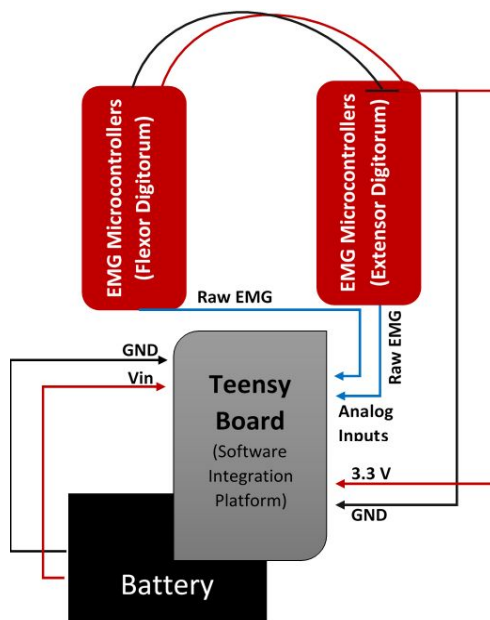 EMG Microcontrollers
(Flexor Digitorum)
EMG Microcontrollers
(Extensor Digitorum)
Raw EMG
Raw EMG
GND
Vin
Teensy
Board
(Software
Integration
Platform)
Analog
Inputs
3.3 V
GND
Battery